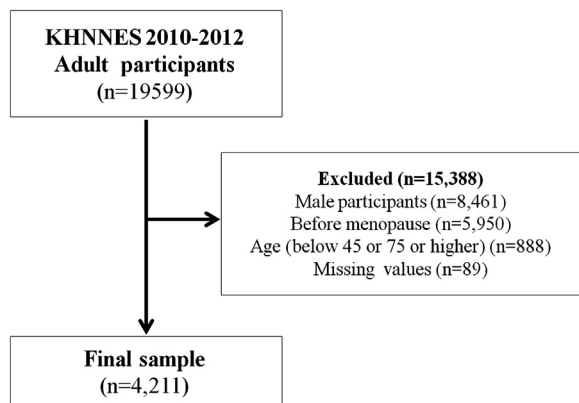 KHNNES 2010-2012
Adult participants
(n=19599)
Excluded (n=15,388)
Male participants (n=8,461)
Before menopause (n=5,950)
Age (below 45 or 75 or higher) (n=888)
Missing values (n=89)
Final sample
(n=4,211)